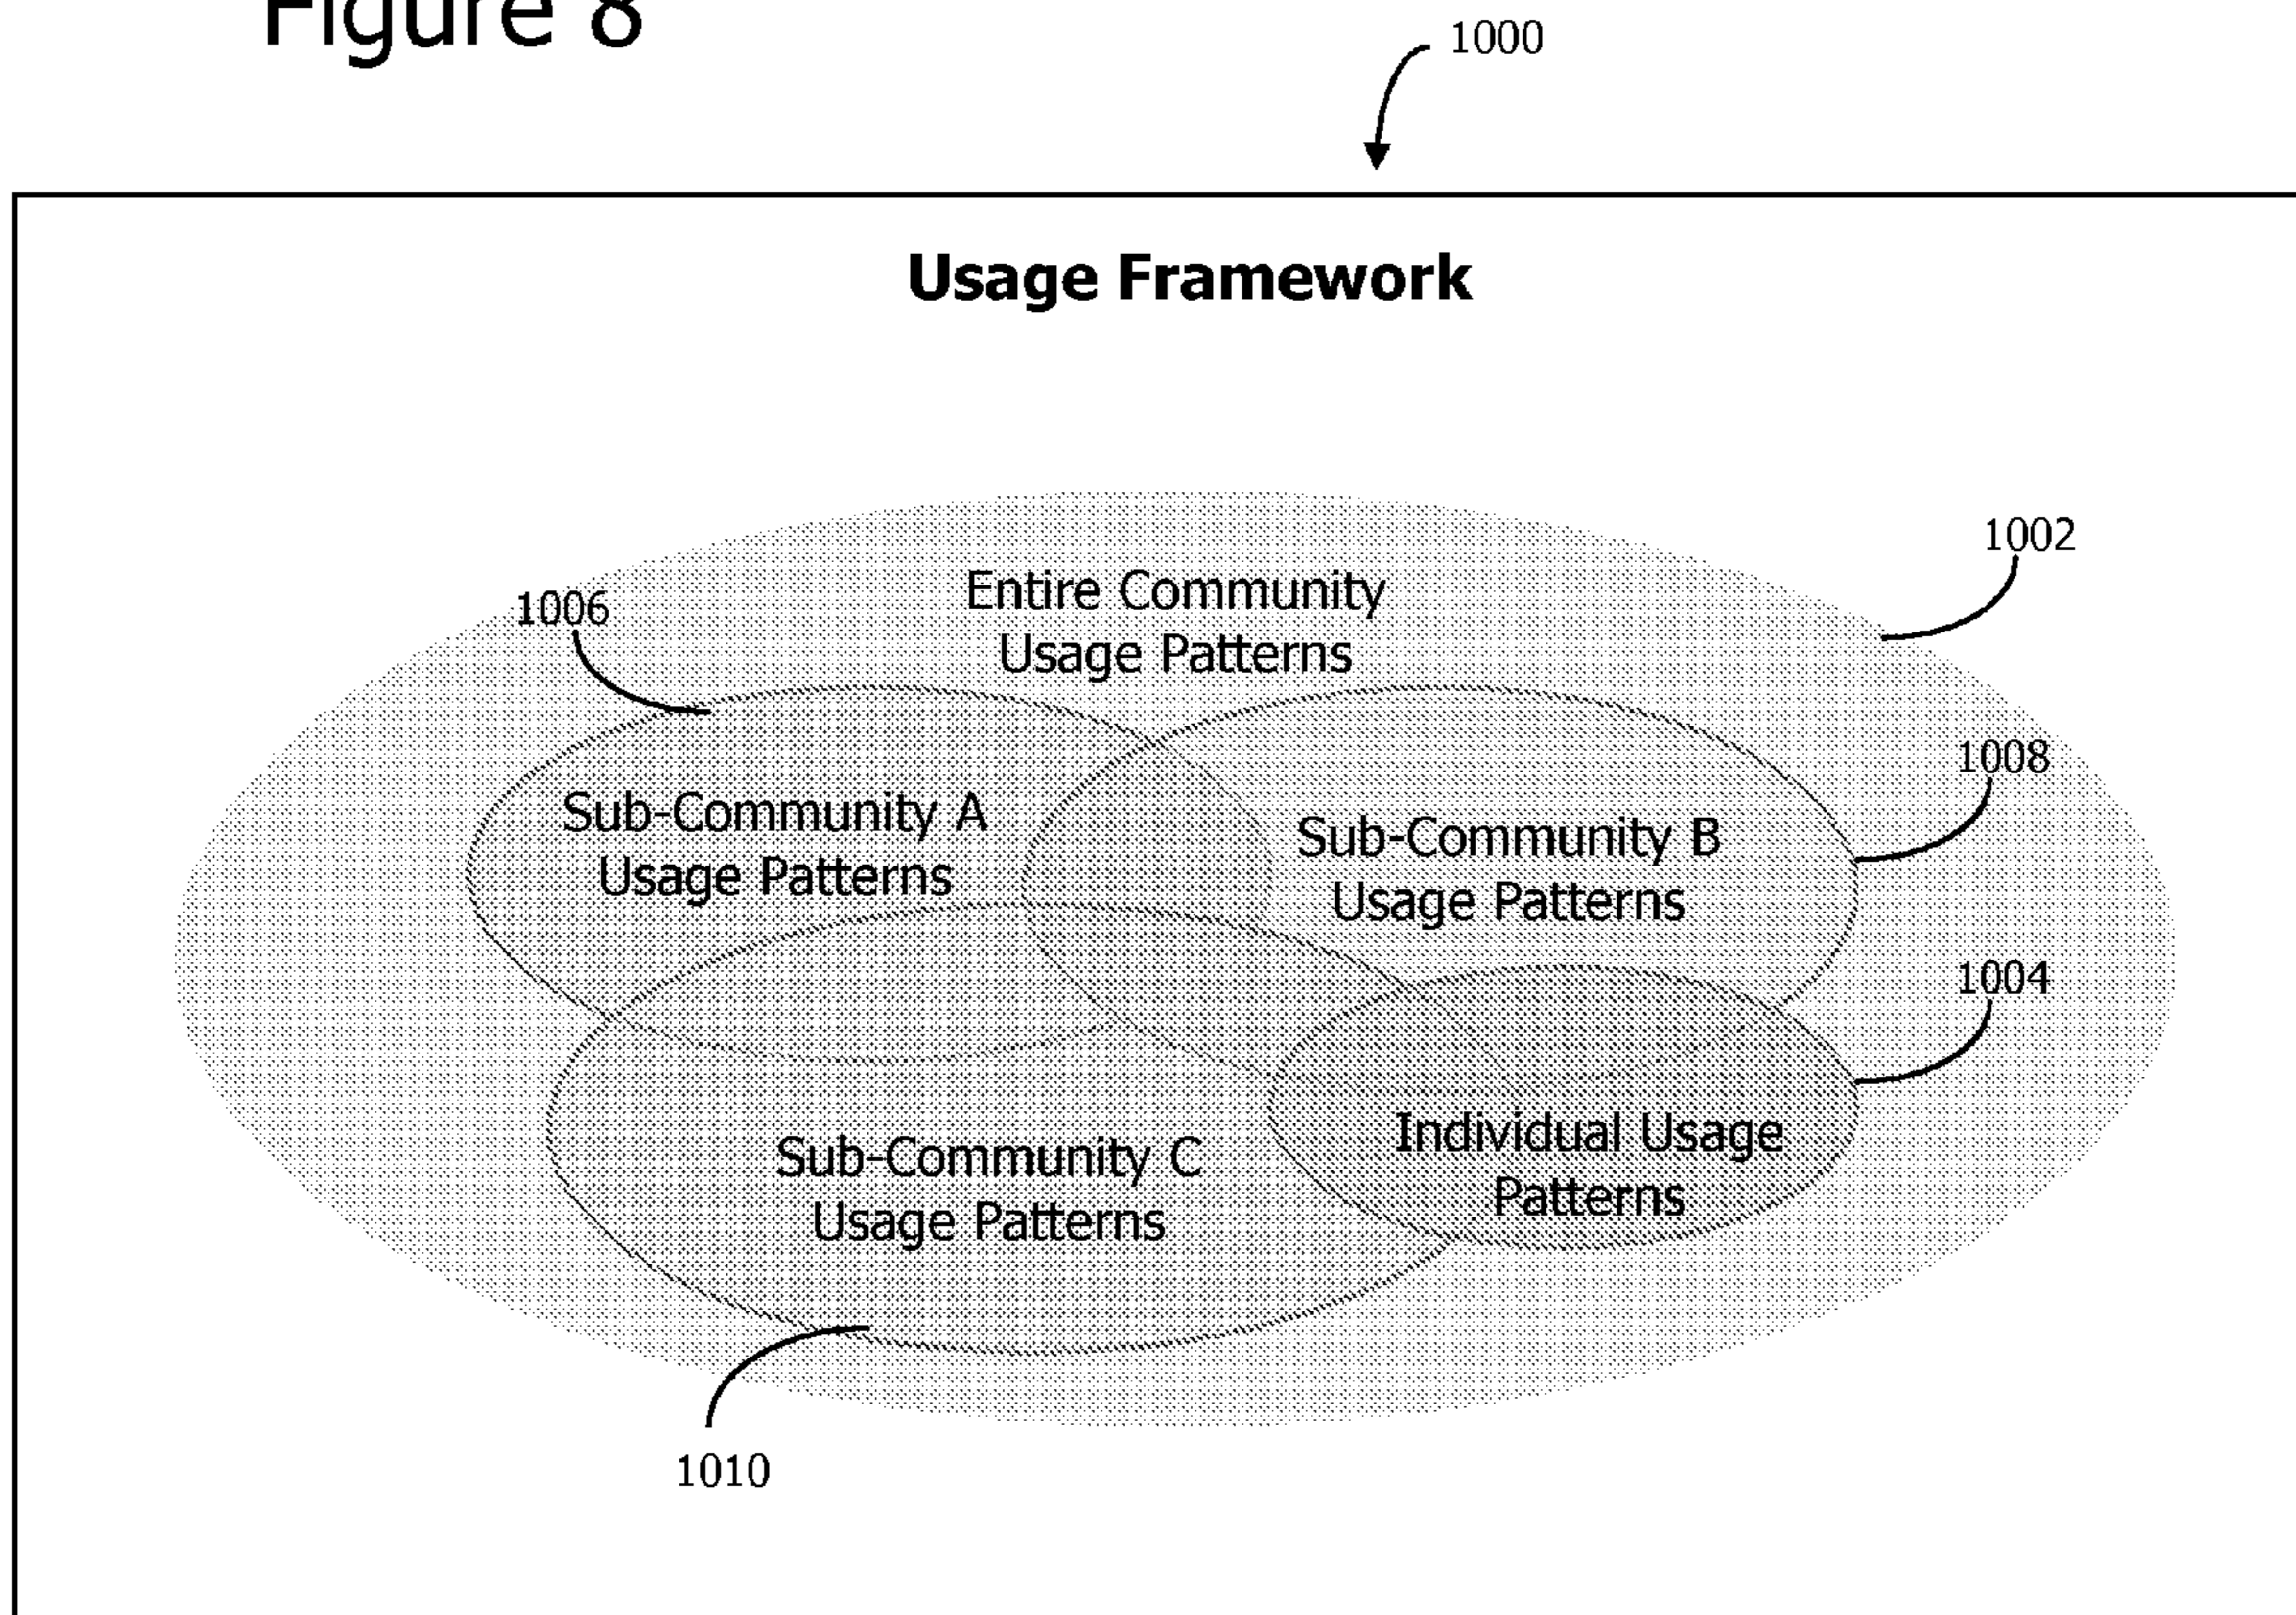 Figure 8
1000
Usage Framework
1002
Entire Community
Usage Patterns
1006
1008
Sub-Community A
Usage Patterns
Sub-Community B
Usage Patterns
1004
Individual Usage
Patterns
Sub-Community C
Usage Patterns
1010